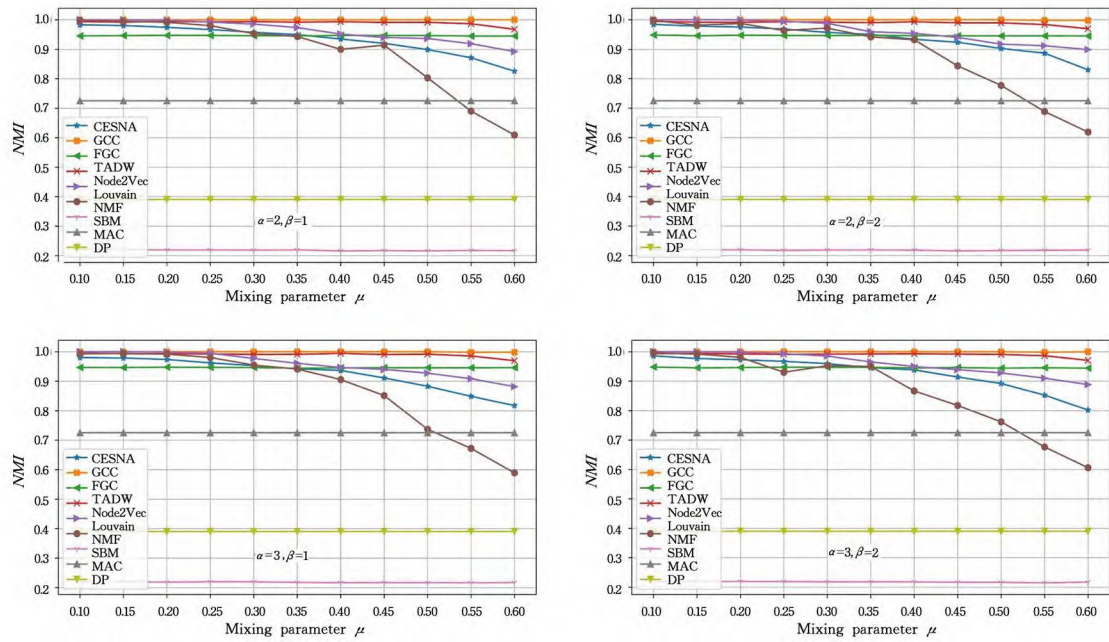 NMI
1.0
0.9
0.8
0.7
0.6
0.5
0.4
0.3
0.2
CESNA
GCC
FGC
TADW
Node2Vec
Louvain
NMF
SBM
MAC
DP
α=2, β=1
0.10 0.15 0.20 0.25 0.30 0.35 0.40 0.45 0.50 0.55 0.60
Mixing parameter μ
NMI
1.0
0.9
0.8
0.7
0.6
0.5
0.4
0.3
0.2
CESNA
GCC
FGC
TADW
Node2Vec
Louvain
NMF
SBM
MAC
DP
α=2, β=2
0.10 0.15 0.20 0.25 0.30 0.35 0.40 0.45 0.50 0.55 0.60
Mixing parameter μ
NMI
1.0
0.9
0.8
0.7
0.6
0.5
0.4
0.3
0.2
CESNA
GCC
FGC
TADW
Node2Vec
Louvain
NMF
SBM
MAC
DP
α=3, β=1
0.10 0.15 0.20 0.25 0.30 0.35 0.40 0.45 0.50 0.55 0.60
Mixing parameter μ
NMI
1.0
0.9
0.8
0.7
0.6
0.5
0.4
0.3
0.2
CESNA
GCC
FGC
TADW
Node2Vec
Louvain
NMF
SBM
MAC
DP
α=3, β=2
0.10 0.15 0.20 0.25 0.30 0.35 0.40 0.45 0.50 0.55 0.60
Mixing parameter μ